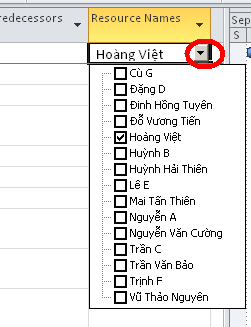 redecessors
Resource Names
Sep
S
Hoàng Việt
Cù G
Đặng D
Đinh Hồng Tuyên
Đỗ Vương Tiến
Hoàng Việt
Huỳnh B
Huỳnh Hải Thiên
Lê E
Mai Tấn Thiên
Nguyễn A
Nguyễn Văn Cường
Trần C
Trần Văn Bảo
Trịnh F
Vũ Thảo Nguyên